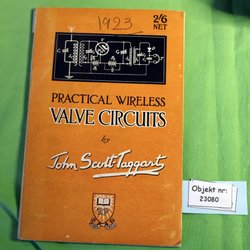 1923
2/6
NET
PRACTICAL WIRELESS
VALVE CIRCUITS
by
John Scott-Taggart
Objekt nr:
23080